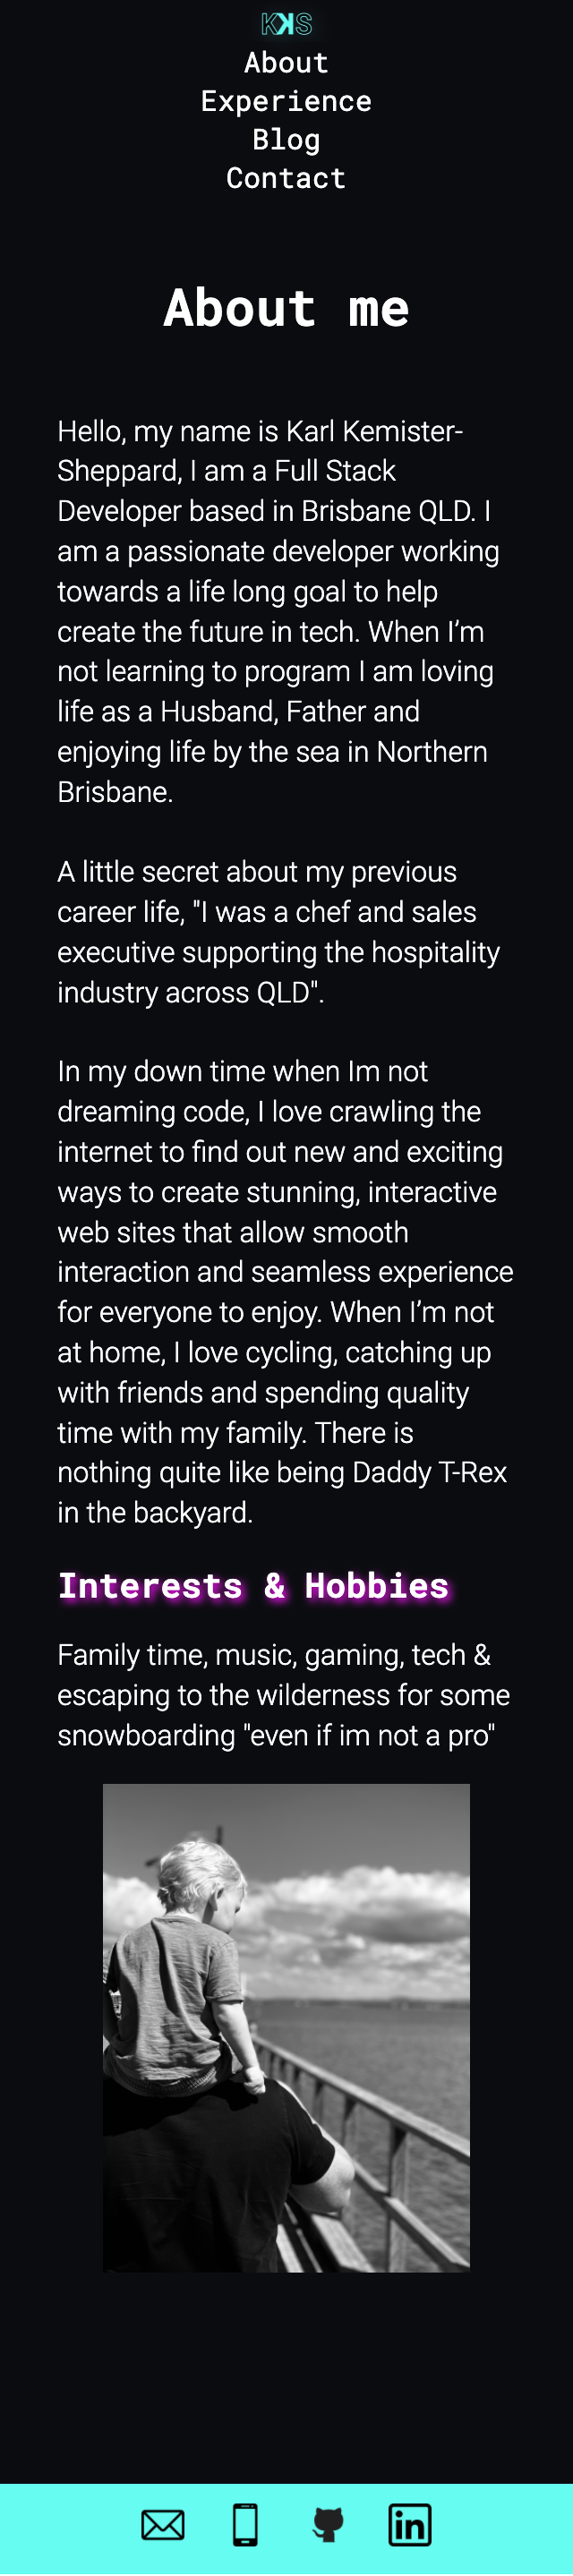 KKS
About
Experience
Blog
Contact
About me
Hello, my name is Karl Kemister-
Sheppard, I am a Full Stack
Developer based in Brisbane QLD. I
am a passionate developer working
towards a life long goal to help
create the future in tech. When I’m
not learning to program I am loving
life as a Husband, Father and
enjoying life by the sea in Northern
Brisbane.
A little secret about my previous
career life, "I was a chef and sales
executive supporting the hospitality
industry across QLD".
In my down time when Im not
dreaming code, I love crawling the
internet to find out new and exciting
ways to create stunning, interactive
web sites that allow smooth
interaction and seamless experience
for everyone to enjoy. When I’m not
at home, I love cycling, catching up
with friends and spending quality
time with my family. There is
nothing quite like being Daddy T-Rex
in the backyard.
Interests & Hobbies
Family time, music, gaming, tech &
escaping to the wilderness for some
snowboarding "even if im not a pro"
in